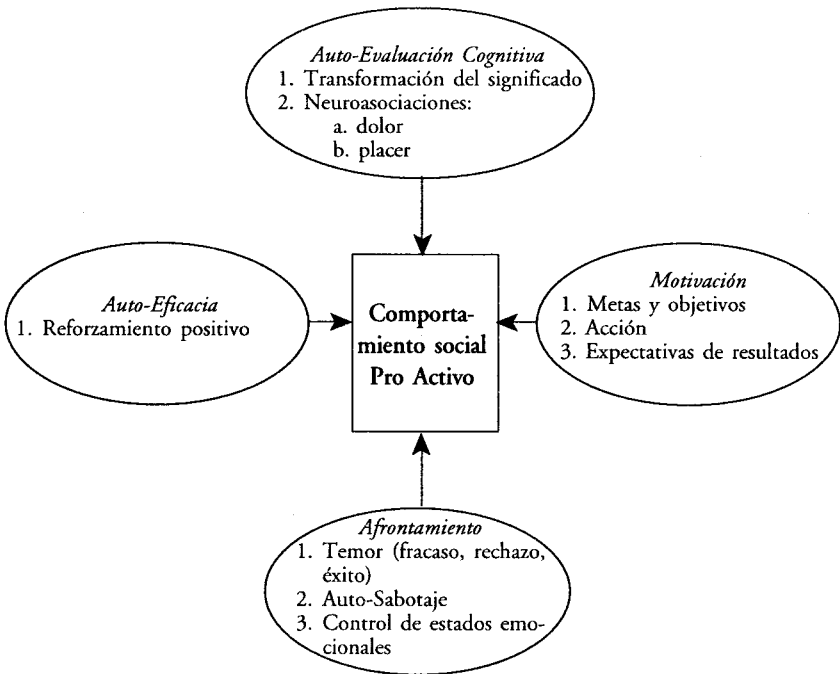 Auto-Evaluación Cognitiva
1. Transformación del significado
2. Neuroasociaciones:
a. dolor
b. placer
Auto-Eficacia
1. Reforzamiento positivo
Comporta-
miento social
Pro Activo
Motivación
1. Metas y objetivos
2. Acción
3. Expectativas de resultados
Afrontamiento
1. Temor (fracaso, rechazo,
éxito)
2. Auto-Sabotaje
3. Control de estados emo-
cionales